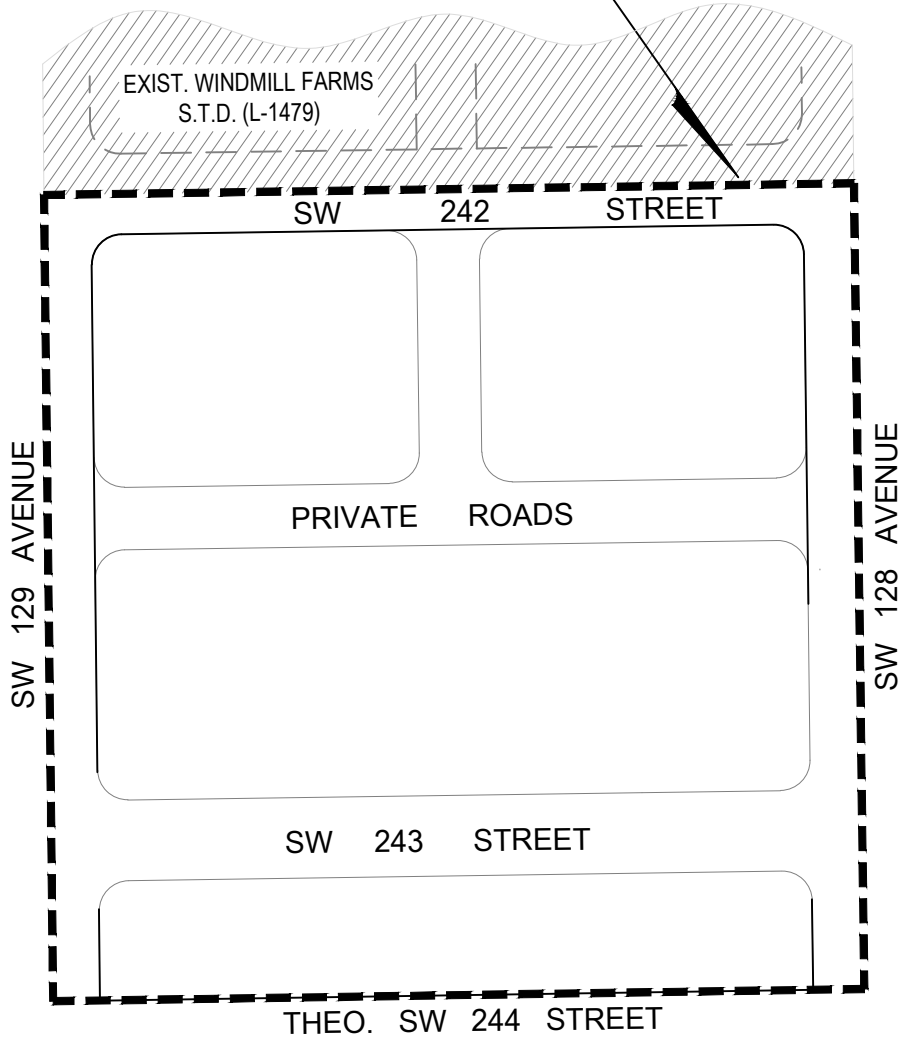 EXIST. WINDMILL FARMS
S.T.D. (L-1479)
SW 242 STREET
SW 129 AVENUE
PRIVATE ROADS
SW 128 AVENUE
SW 243 STREET
THEO. SW 244 STREET